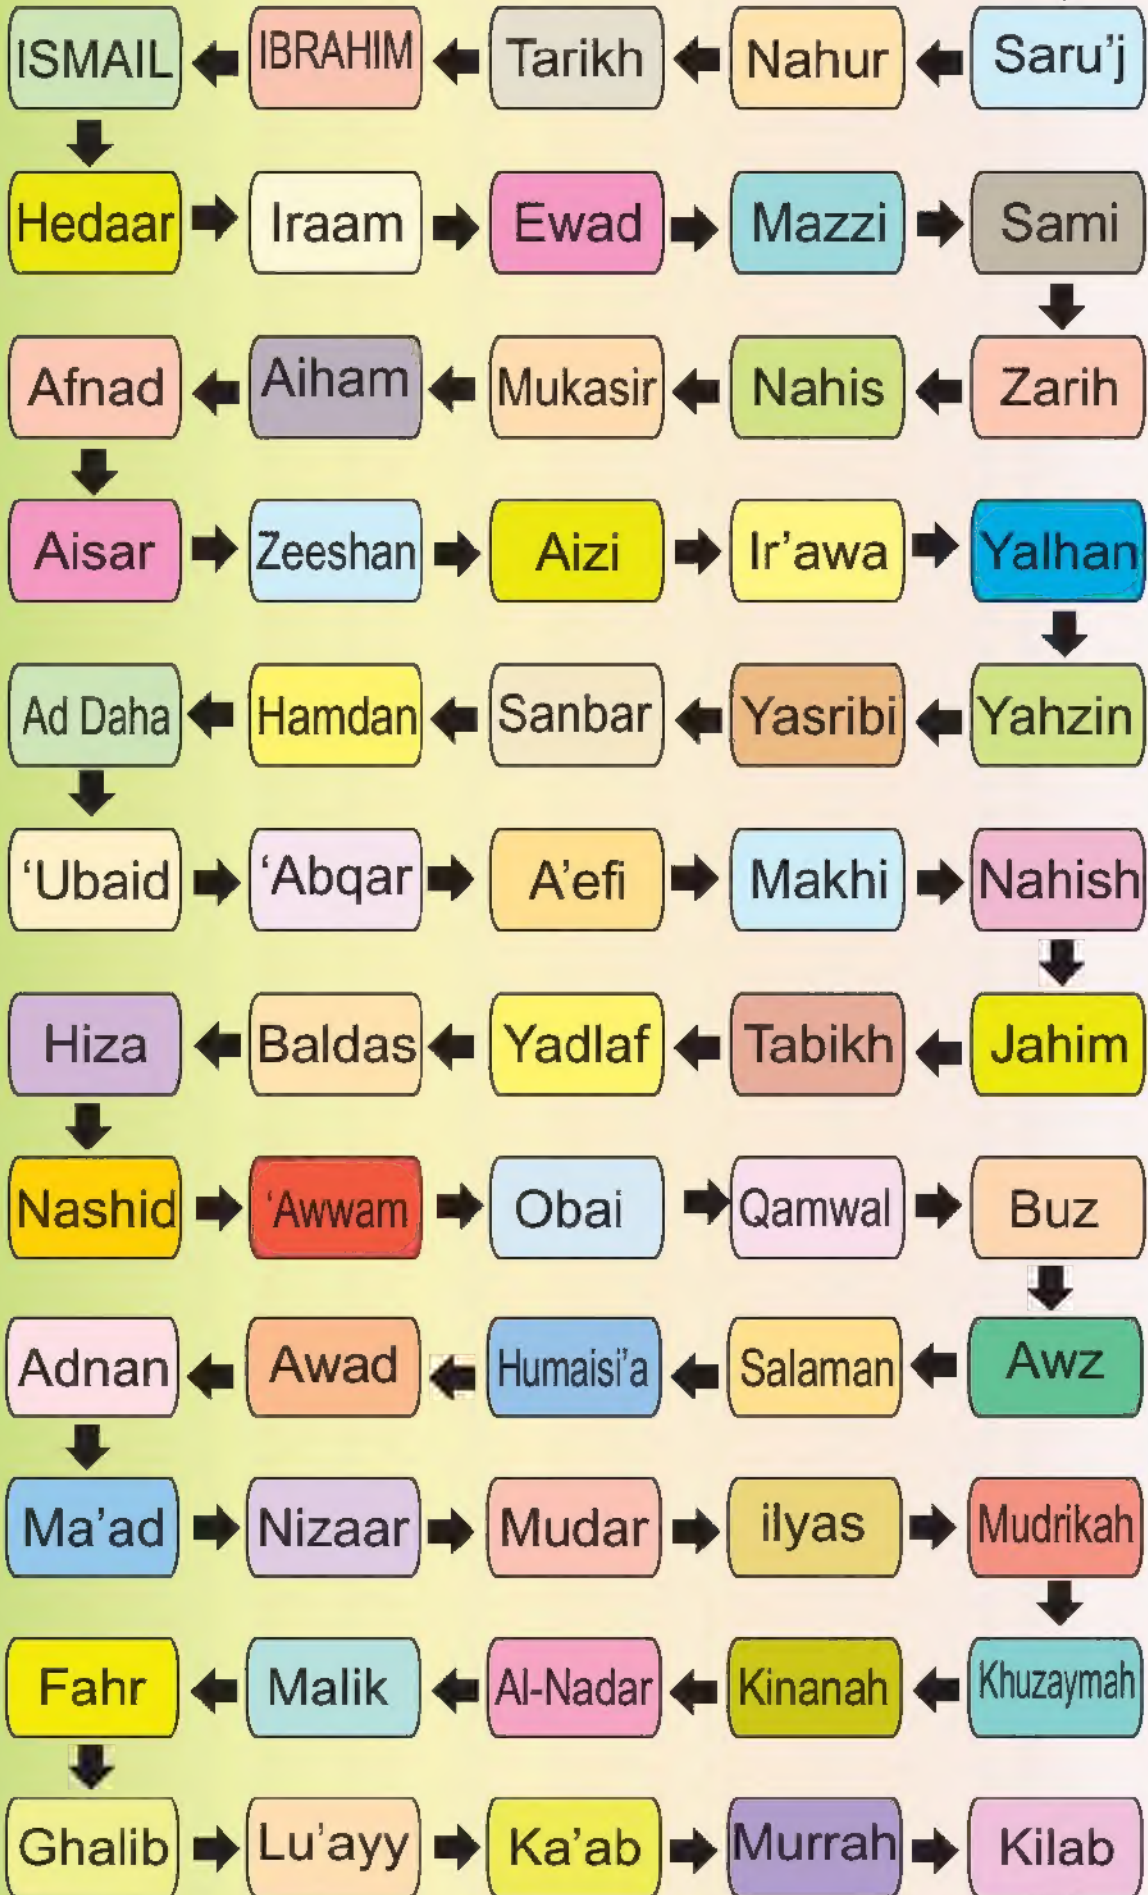 ISMAIL IBRAHIM Tarikh Nahur Saru’j
Hedaar Iraam Ewad Mazzi Sami
Afnad Aiham Mukasir Nahis Zarih
Aisar Zeeshan Aizi Ir’awa Yalhan
Ad Daha Hamdan Sanbar Yasribi Yahzin
‘Ubaid ‘Abqar A’efi Makhi Nahish
Hiza Baldas Yadlaf Tabikh Jahim
Nashid ‘Awwam Obai Qamwal Buz
Adnan Awad Humaisi’a Salaman Awz
Ma’ad Nizaar Mudar ilyas Mudrikah
Fahr Malik Al-Nadar Kinanah Khuzaymah
Ghalib Lu’ayy Ka’ab Murrah Kilab